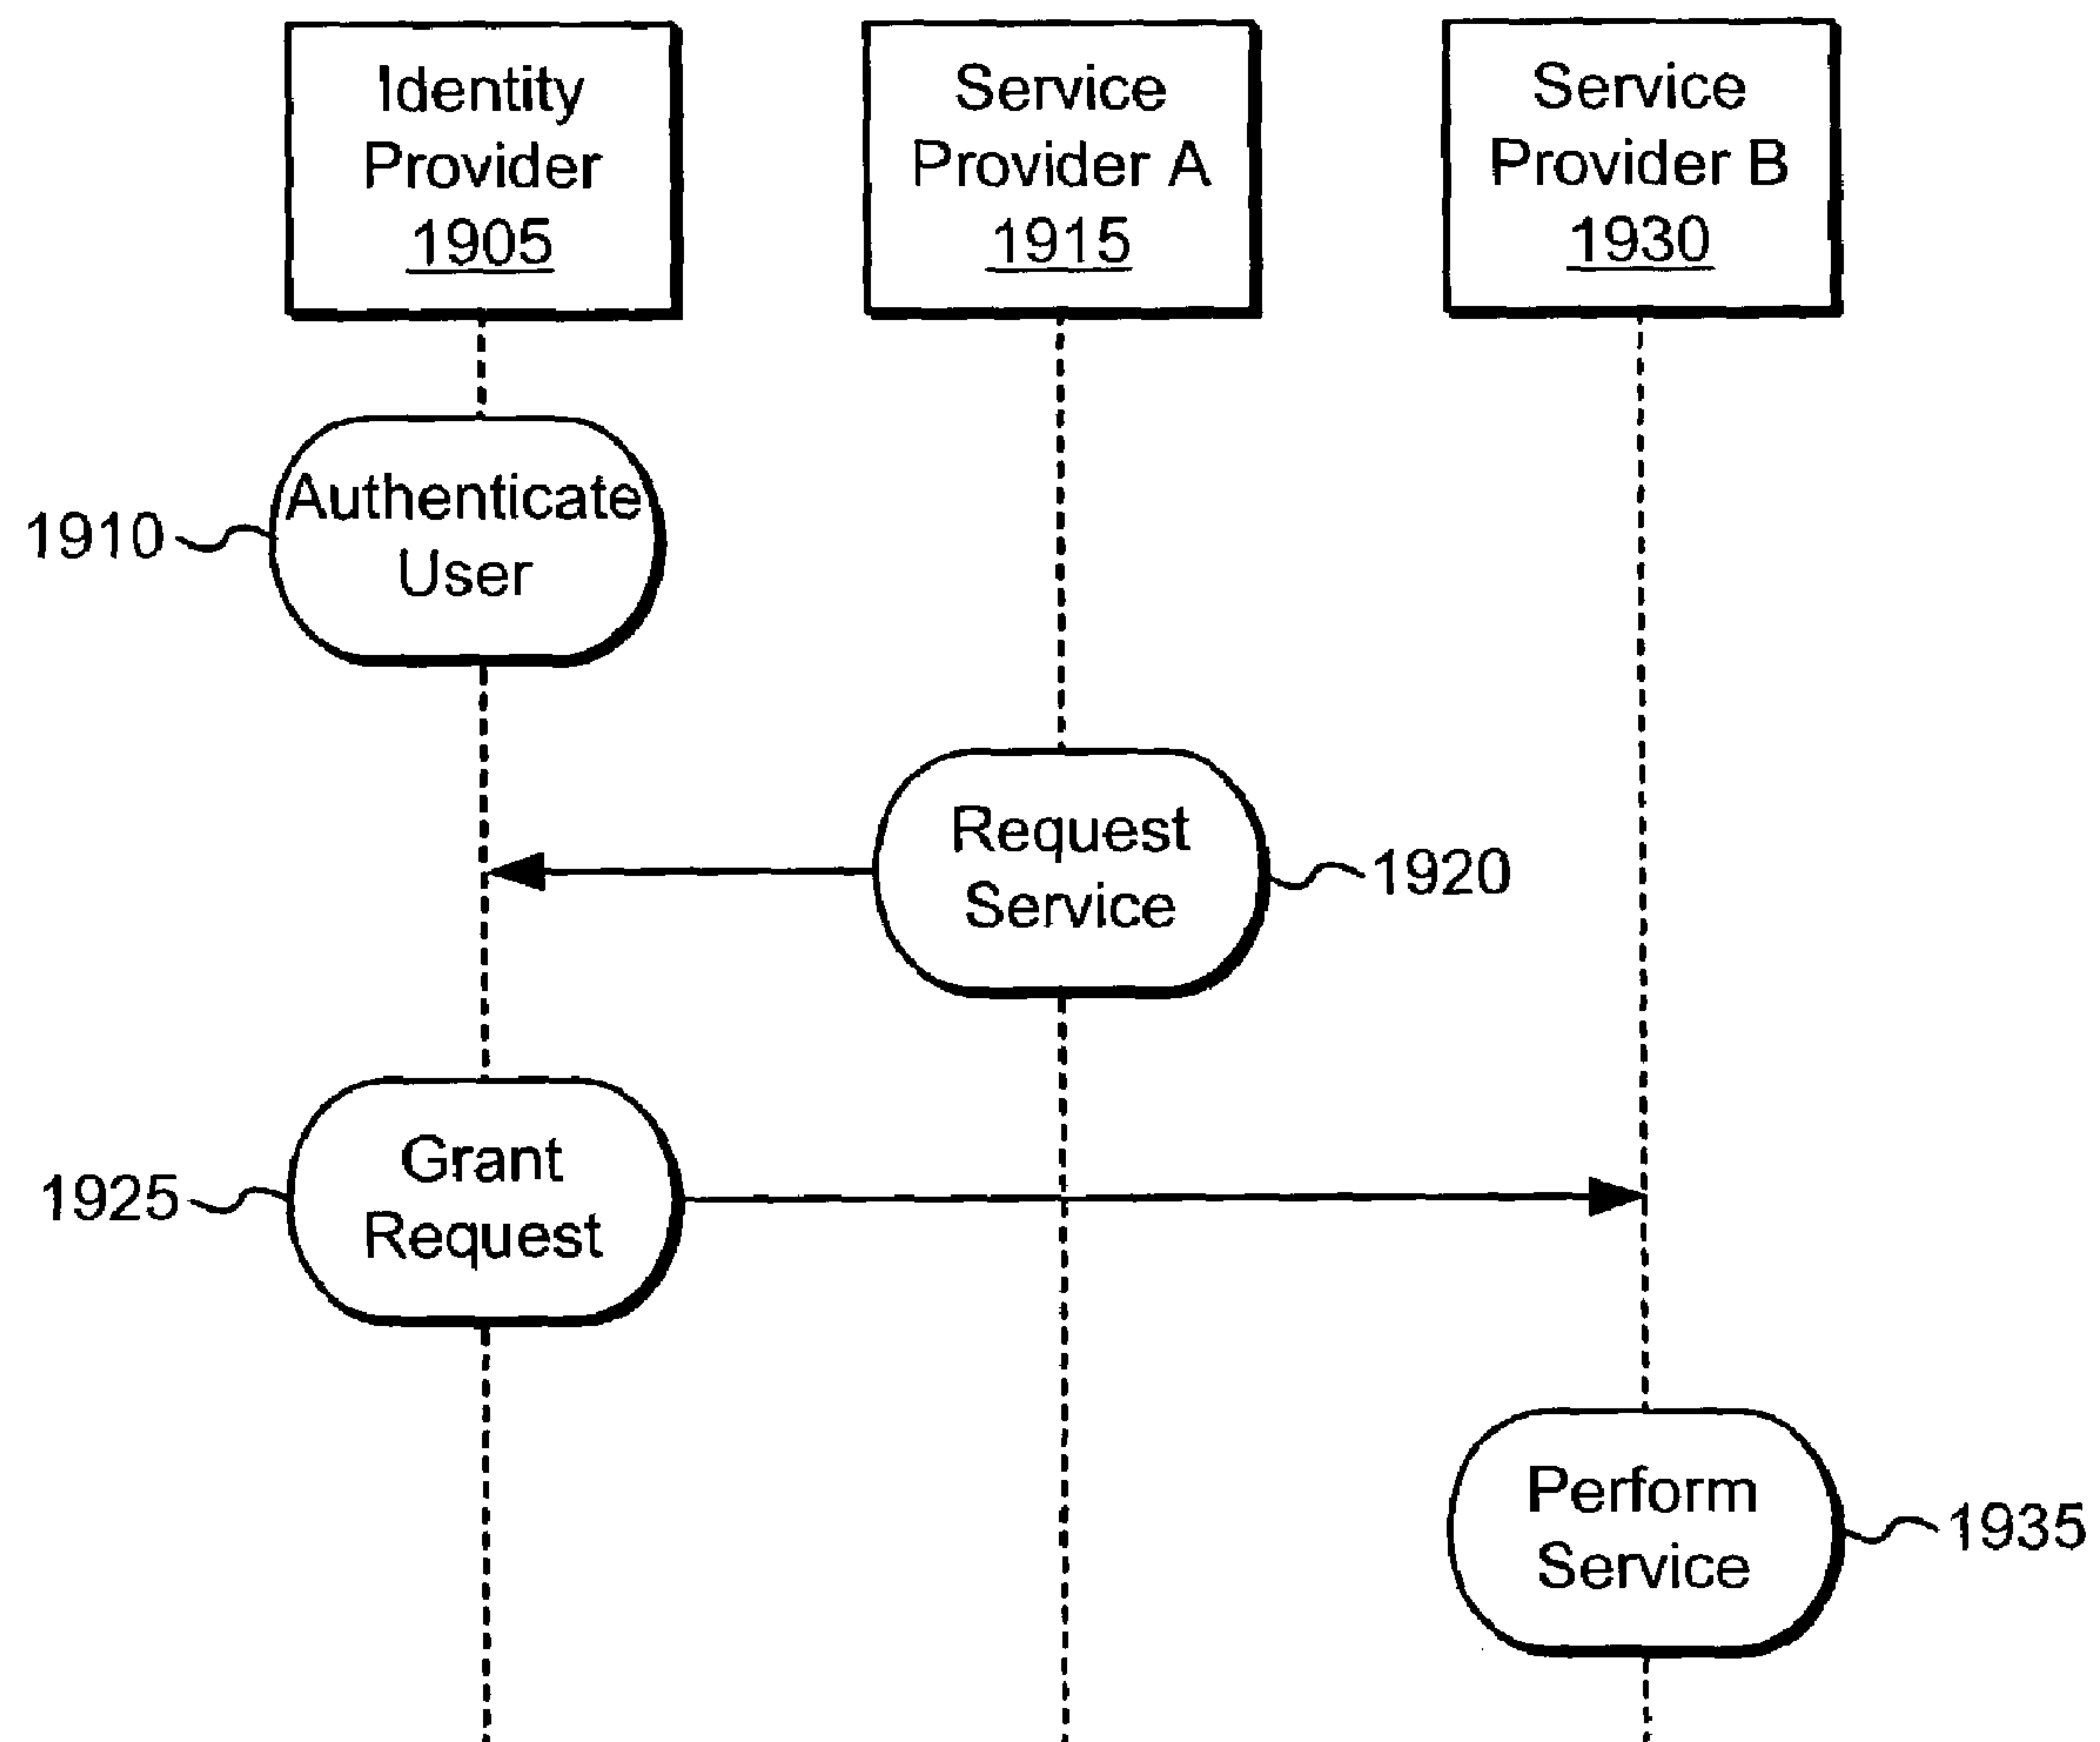 Identity
Provider
1905
Service
Provider A
1915
Service
Provider B
1930
Authenticate
User
1910
Request
Service
1920
Grant
Request
1925
Perform
Service
1935